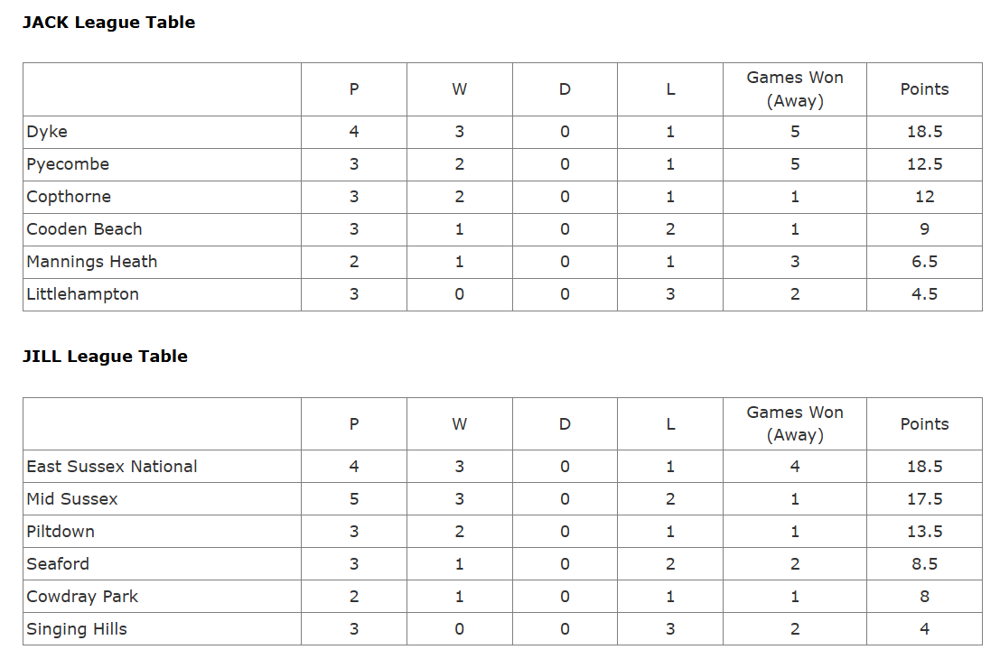 JACK League Table
P W D L Games Won (Away) Points
Dyke 4 3 0 1 5 18.5
Pyecombe 3 2 0 1 5 12.5
Copthorne 3 2 0 1 1 12
Cooden Beach 3 1 0 2 1 9
Mannings Heath 2 1 0 1 3 6.5
Littlehampton 3 0 0 3 2 4.5
JILL League Table
P W D L Games Won (Away) Points
East Sussex National 4 3 0 1 4 18.5
Mid Sussex 5 3 0 2 1 17.5
Piltdown 3 2 0 1 1 13.5
Seaford 3 1 0 2 2 8.5
Cowdray Park 2 1 0 1 1 8
Singing Hills 3 0 0 3 2 4